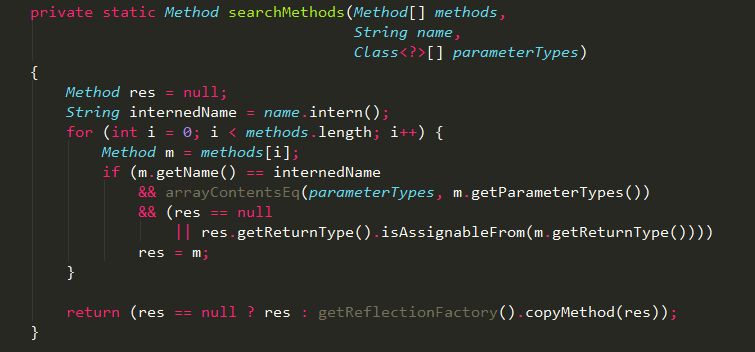 private static Method searchMethods(Method[] methods,
                                    String name,
                                    Class<?>[] parameterTypes)
{
    Method res = null;
    String internedName = name.intern();
    for (int i = 0; i < methods.length; i++) {
        Method m = methods[i];
        if (m.getName() == internedName
            && arrayContentsEq(parameterTypes, m.getParameterTypes())
            && (res == null
                || res.getReturnType().isAssignableFrom(m.getReturnType())))
            res = m;
    }

    return (res == null ? res : getReflectionFactory().copyMethod(res));
}